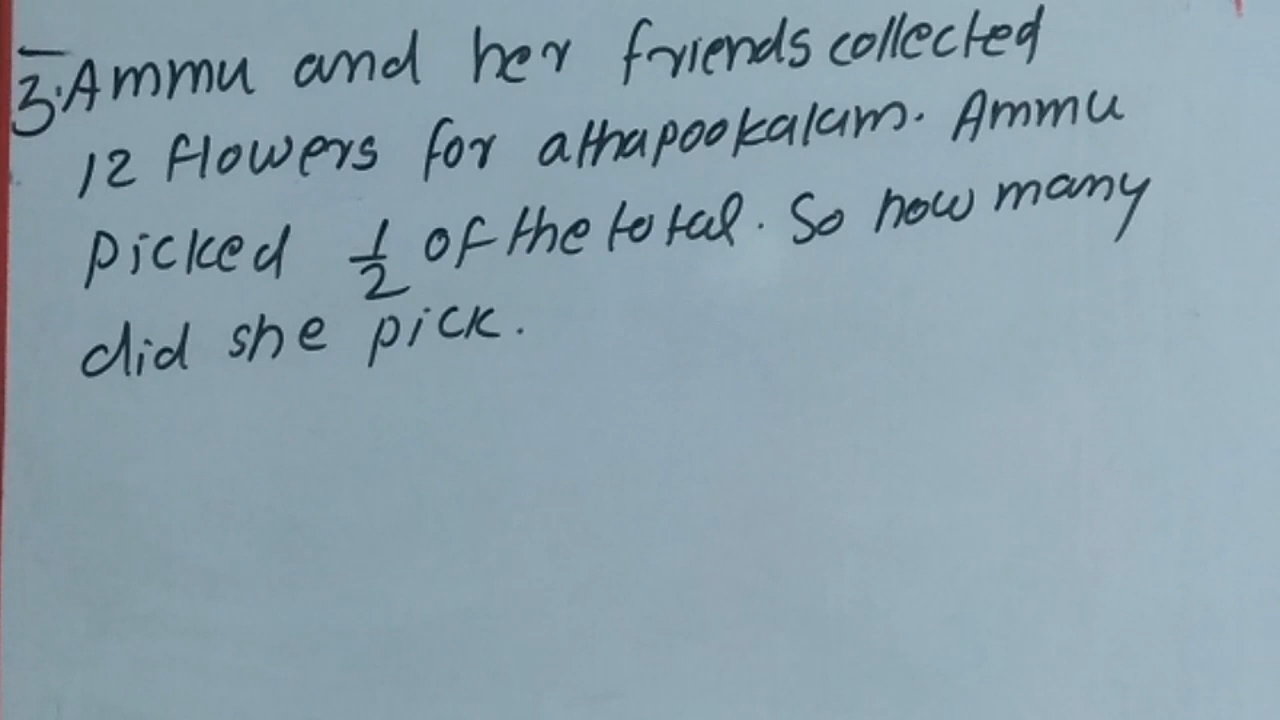 3. Ammu and her friends collected
12 flowers for athapookalam. Ammu
picked 1/2 of the total. So how many
did she pick.